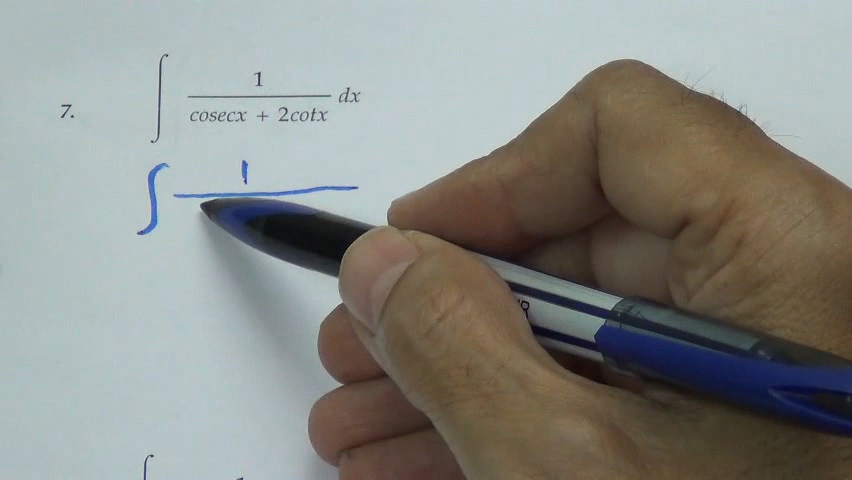 7. ∫ 1/(cosecx + 2cotx) dx
∫ 1
∫